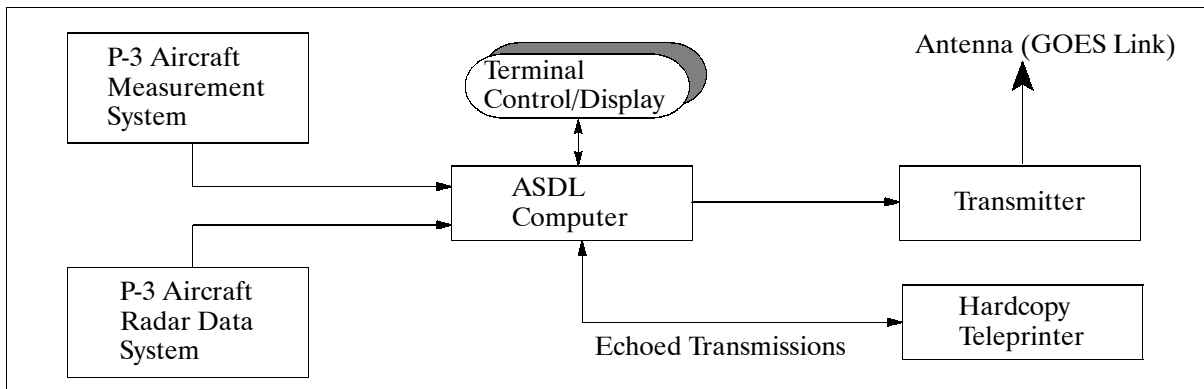 P-3 Aircraft
Measurement
System
Terminal
Control/Display
Antenna (GOES Link)
ASDL
Computer
Transmitter
P-3 Aircraft
Radar Data
System
Hardcopy
Teleprinter
Echoed Transmissions